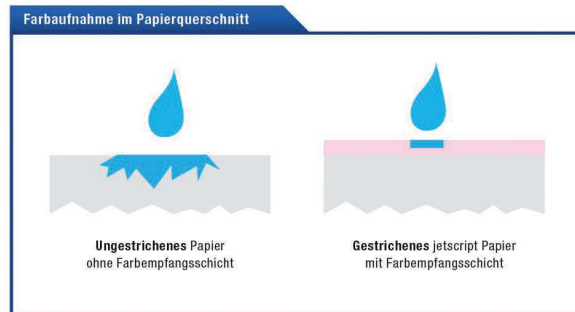 Farbaufnahme im Papierquerschnitt
Ungestrichenes Papier
ohne Farbempfangsschicht
Gestrichenes jetscript Papier
mit Farbempfangsschicht